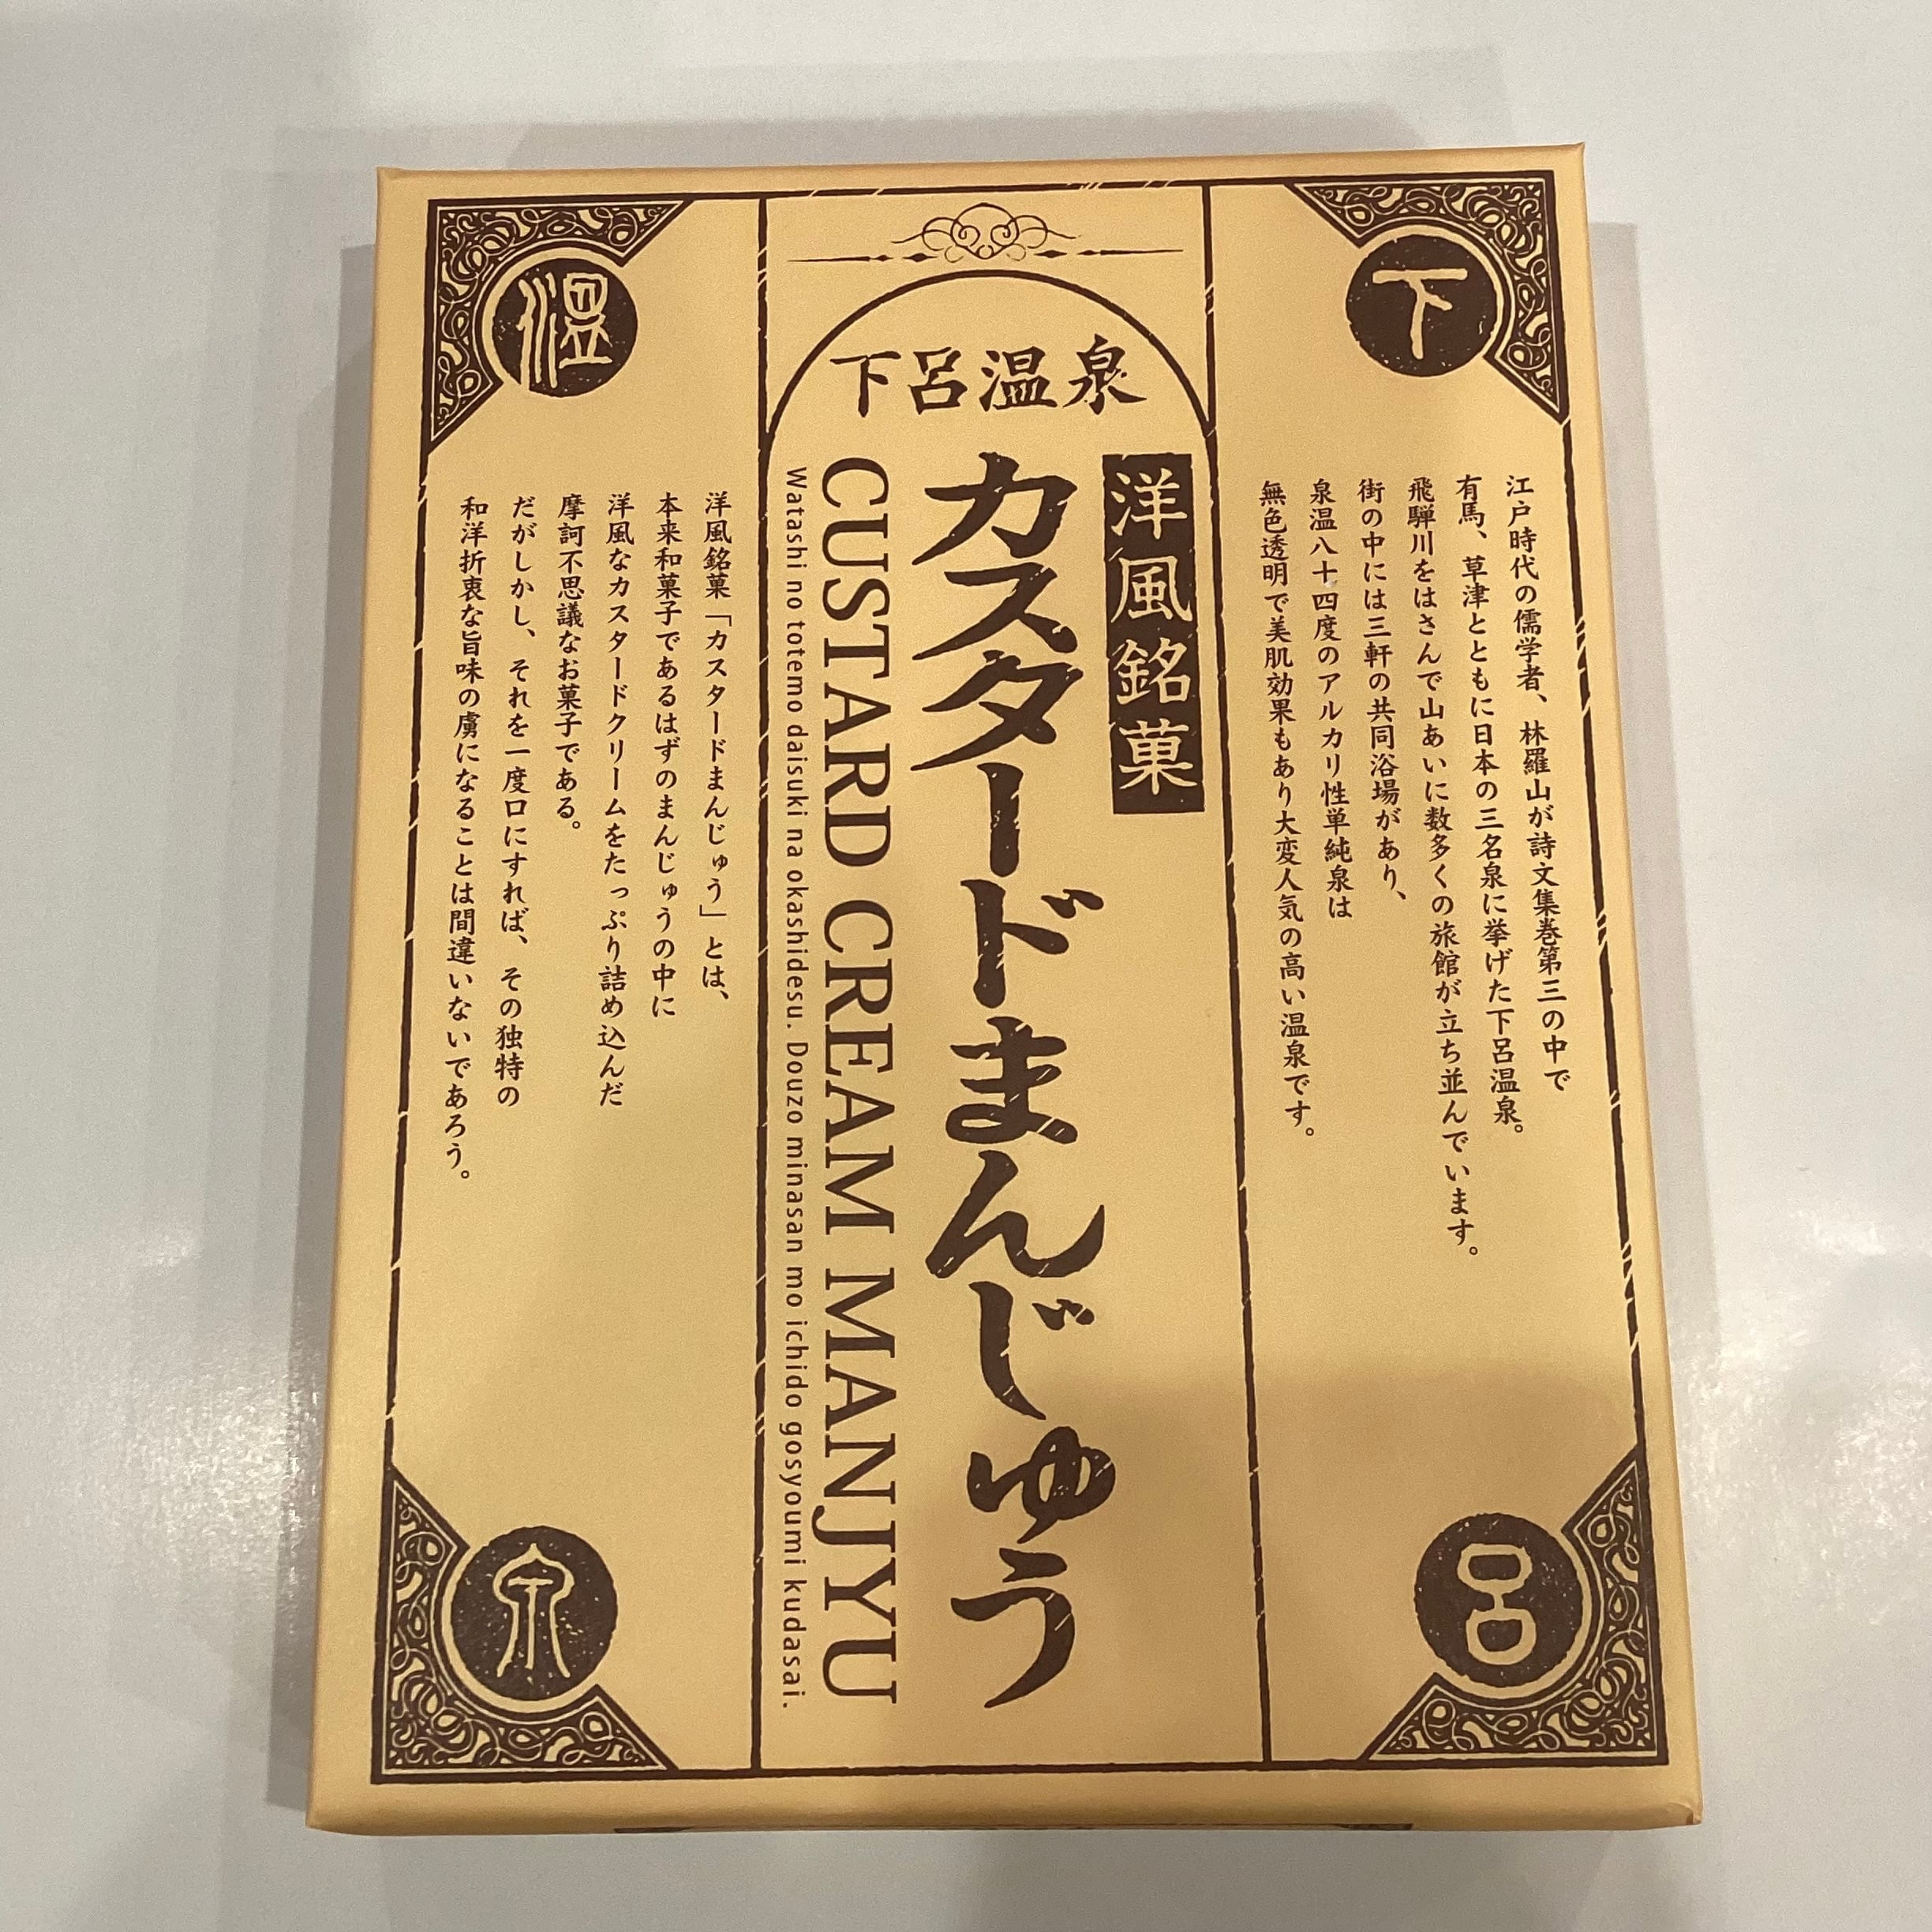 下
呂
温
泉
江戸時代の儒学者、林羅山が詩文集巻第三の中で
有馬、草津とともに日本の三名泉に挙げた下呂温泉。
飛騨川をはさんで山あいに数多くの旅館が立ち並んでいます。
街の中には三軒の共同浴場があり、
泉温八十四度のアルカリ性単純泉は
無色透明で美肌効果もあり大変人気の高い温泉です。
下呂温泉
洋風銘菓
カスタードまんじゅう
CUSTARD CREAM MANJYU
Watashi no totemo daisuki na okashidesu. Douzo minasan mo ichido gosyoumi kudasai.
洋風銘菓「カスタードまんじゅう」とは、
本来和菓子であるはずのまんじゅうの中に
洋風なカスタードクリームをたっぷり詰め込んだ
摩訶不思議なお菓子である。
だがしかし、それを一度口にすれば、その独特の
和洋折衷な旨味の虜になることは間違いないであろう。